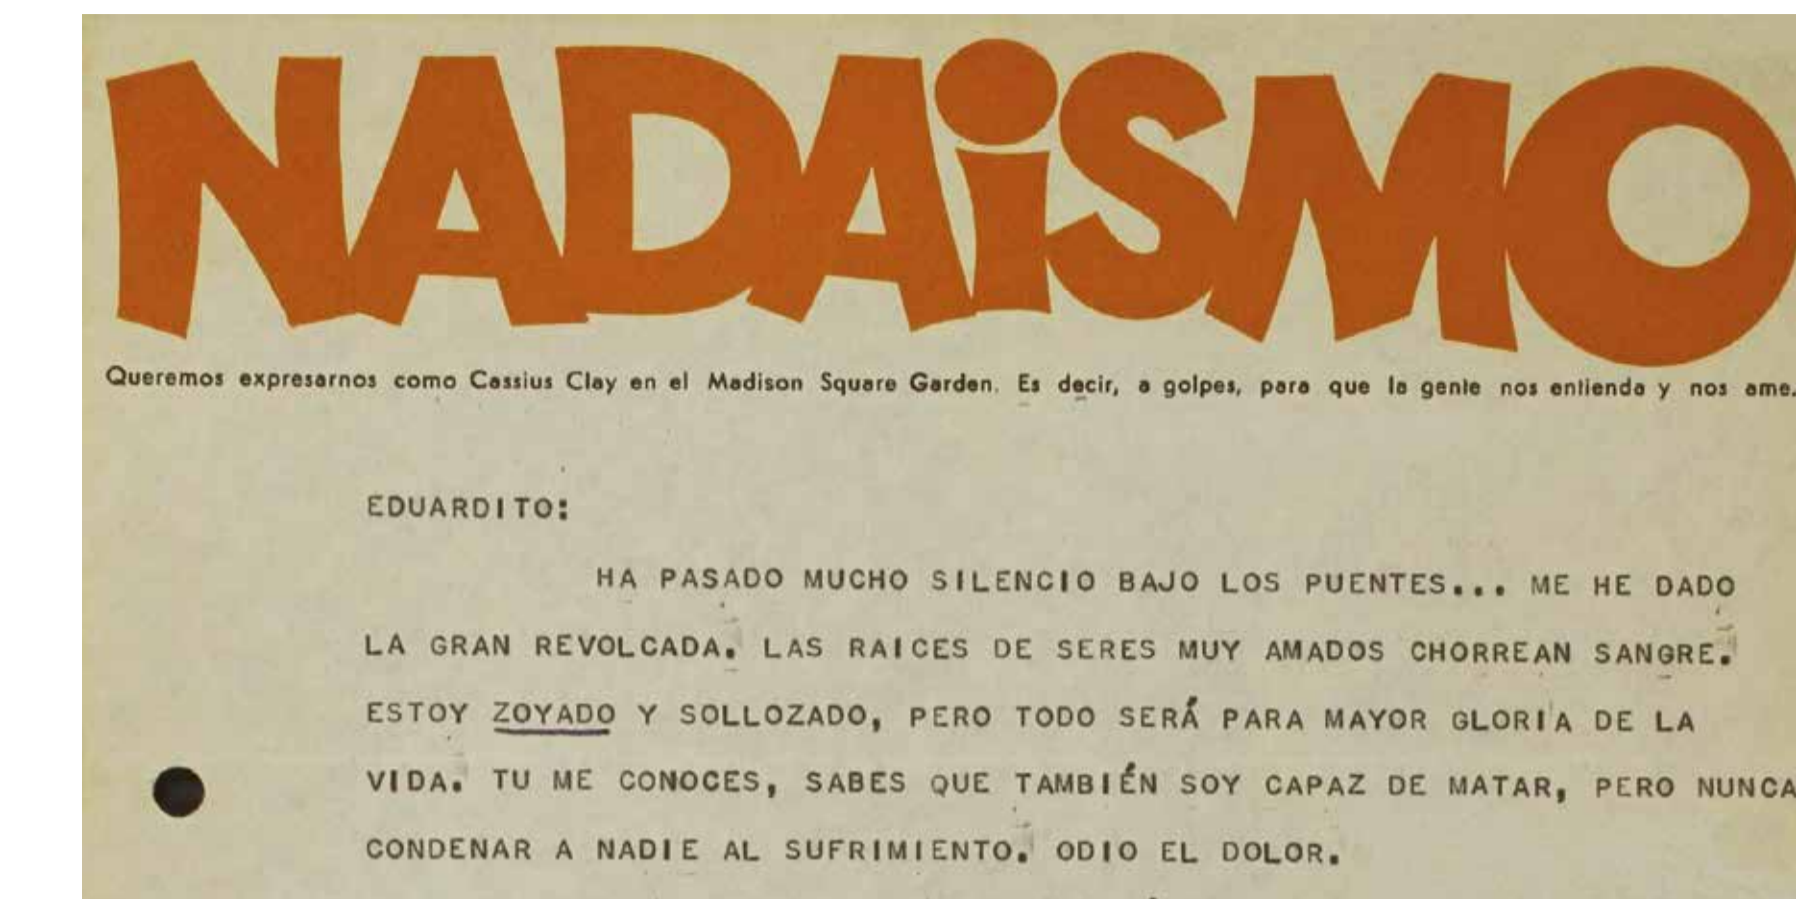 NADAiSMO
Queremos expresarnos como Cassius Clay en el Madison Square Garden. Es decir, a golpes, para que la gente nos entienda y nos ame.
EDUARDITO:
HA PASADO MUCHO SILENCIO BAJO LOS PUENTES... ME HE DADO
LA GRAN REVOLCADA. LAS RAICES DE SERES MUY AMADOS CHORREAN SANGRE.
ESTOY ZOYADO Y SOLLOZADO, PERO TODO SERÁ PARA MAYOR GLORIA DE LA
VIDA. TU ME CONOCES, SABES QUE TAMBIÉN SOY CAPAZ DE MATAR, PERO NUNCA
CONDENAR A NADIE AL SUFRIMIENTO. ODIO EL DOLOR.